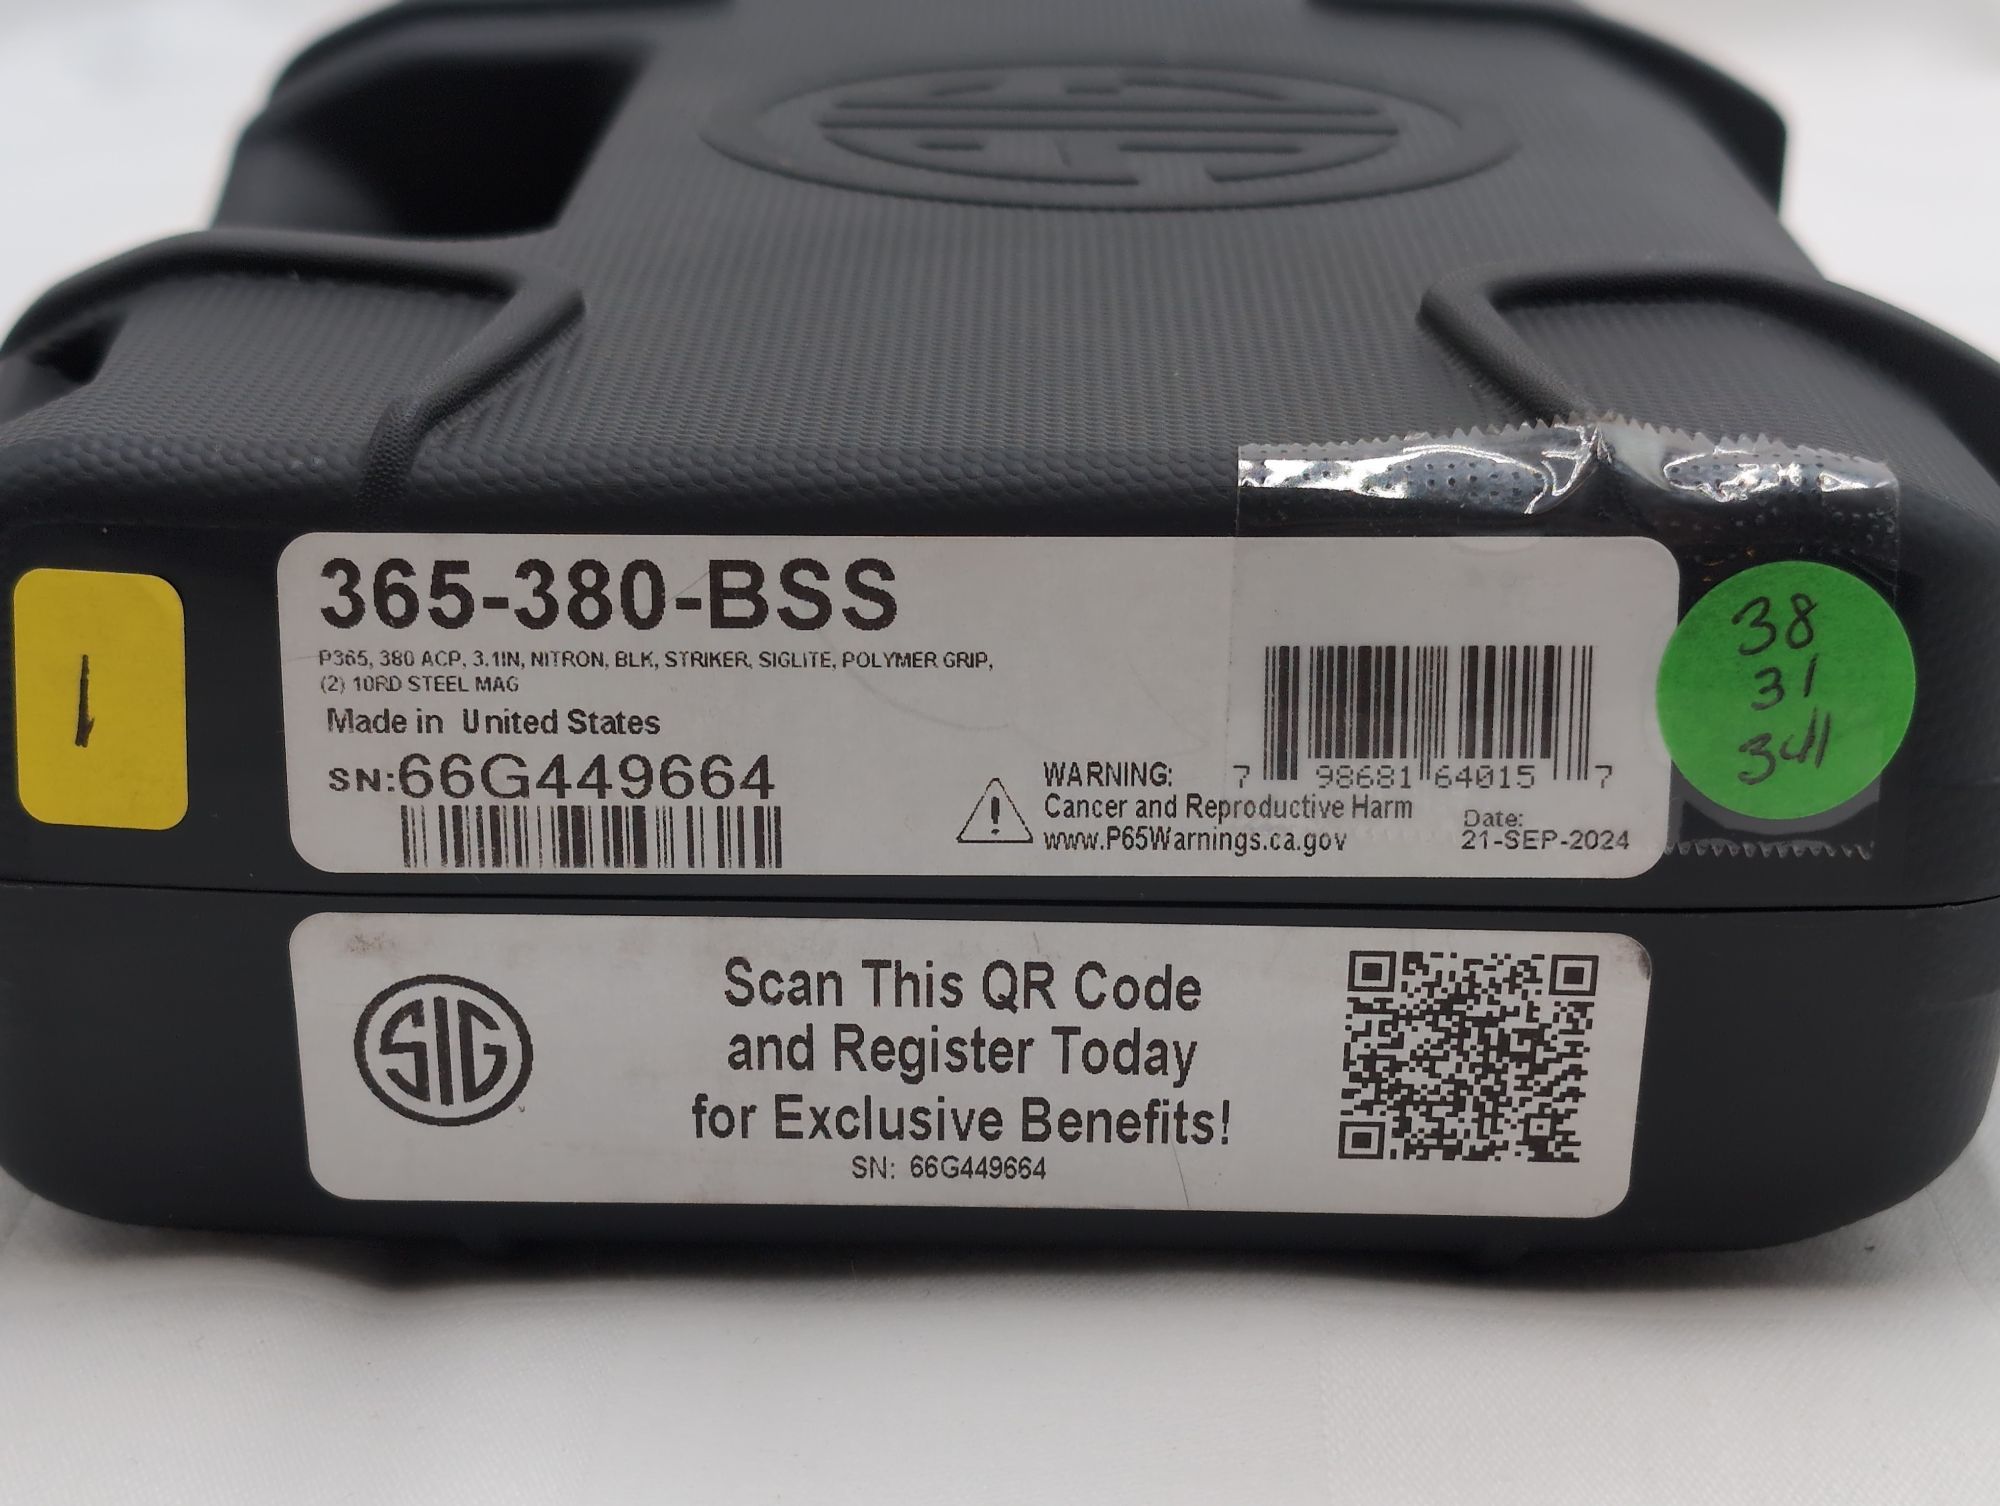 365-380-BSS
P365, 380 ACP, 3.1IN, NITRON, BLK, STRIKER, SIGLITE, POLYMER GRIP,
(2) 10RD STEEL MAG
Made in United States
SN:66G449664
WARNING:
Cancer and Reproductive Harm
www.P65Warnings.ca.gov
7 98681 64015 7
Date:
21-SEP-2024
1
38
31
SIG
Scan This QR Code
and Register Today
for Exclusive Benefits!
SN: 66G449664